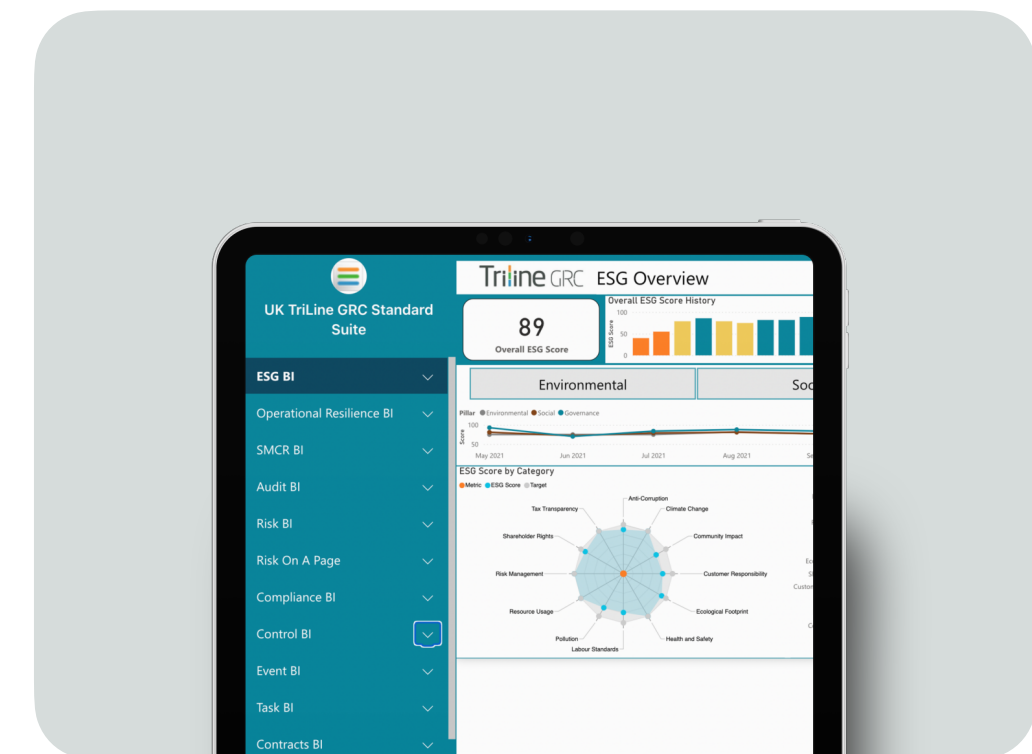 UK TriLine GRC Standard
Suite
ESG BI
Operational Resilience BI
SMCR BI
Audit BI
Risk BI
Risk On A Page
Compliance BI
Control BI
Event BI
Task BI
Contracts BI
TriLine GRC ESG Overview
89
Overall ESG Score
Overall ESG Score History
ESG Score
100
50
0
Environmental
Soc
Pillar Environmental Social Governance
Score
100
50
May 2021 Jun 2021 Jul 2021 Aug 2021 Se
ESG Score by Category
Metric ESG Score Target
Anti-Corruption
Tax Transparency
Climate Change
Shareholder Rights
Community Impact
Risk Management
Customer Responsibility
Resource Usage
Ecological Footprint
Pollution
Health and Safety
Labour Standards
Eco
Custom